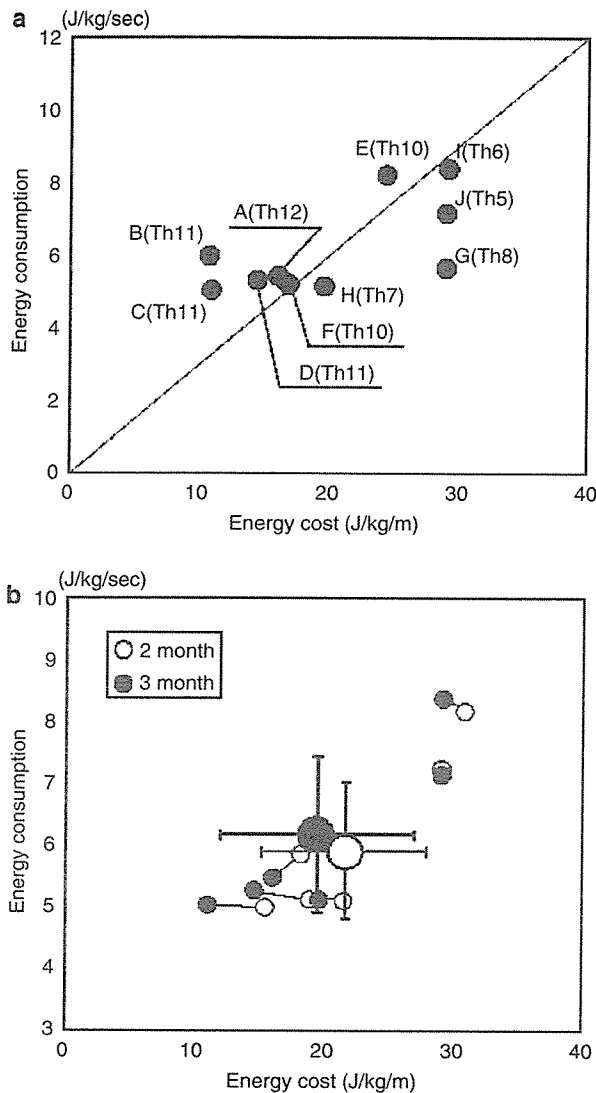 a (J/kg/sec)
12
10
8
6
4
2
0
Energy consumption
E(Th10)
I(Th6)
A(Th12)
J(Th5)
B(Th11)
G(Th8)
C(Th11)
H(Th7)
F(Th10)
D(Th11)
0 10 20 30 40
Energy cost (J/kg/m)
b (J/kg/sec)
10
9
8
7
6
5
4
3
Energy consumption
2 month
3 month
0 10 20 30 40
Energy cost (J/kg/m)